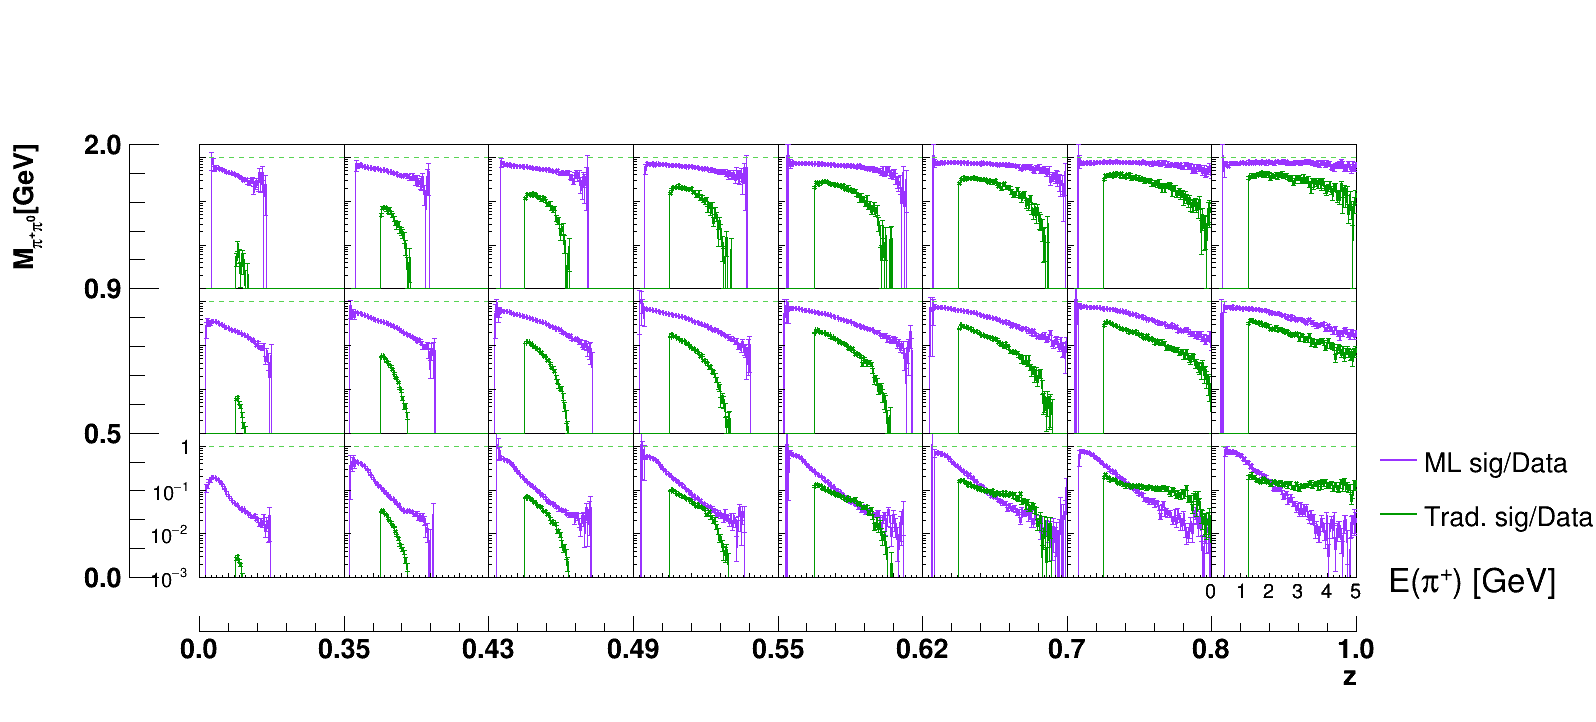 M_π⁺π⁰ [GeV]
2.0
0.9
0.5
0.0
1
10⁻¹
10⁻²
10⁻³
ML sig/Data
Trad. sig/Data
0 1 2 3 4 5
E(π⁺) [GeV]
0.0 0.35 0.43 0.49 0.55 0.62 0.7 0.8 1.0
z